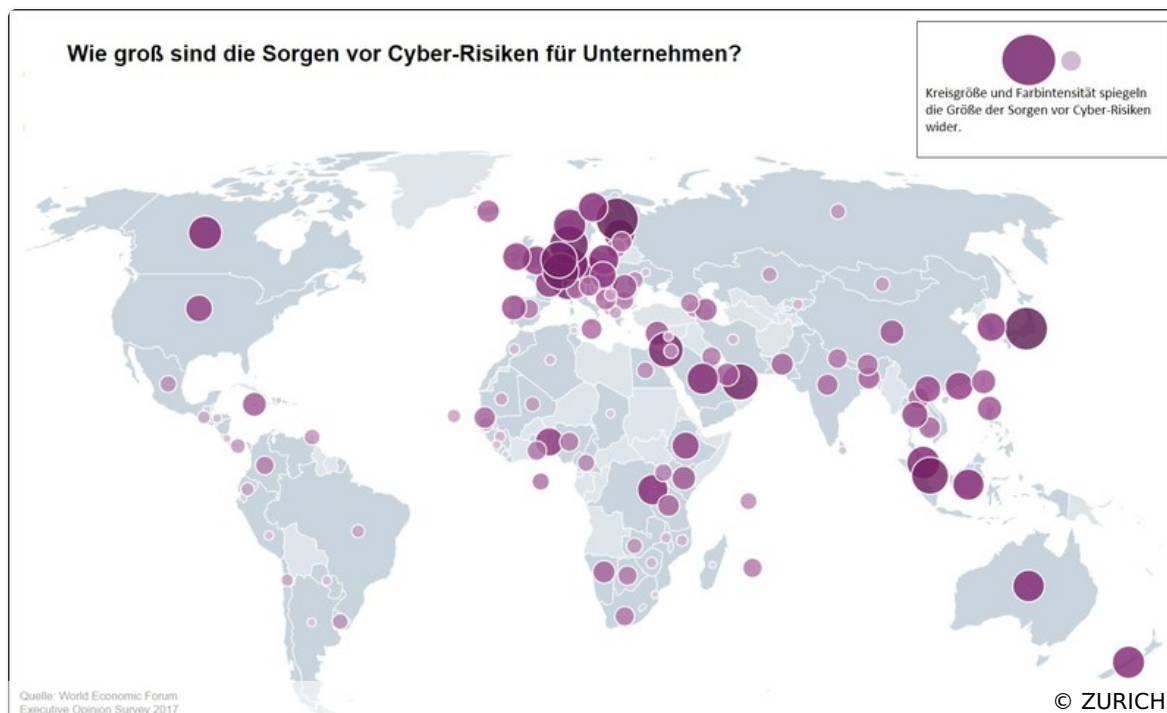 Wie groß sind die Sorgen vor Cyber-Risiken für Unternehmen?
Kreisgröße und Farbintensität spiegeln
die Größe der Sorgen vor Cyber-Risiken
wider.
Quelle: World Economic Forum
Executive Opinion Survey 2017
© ZURICH